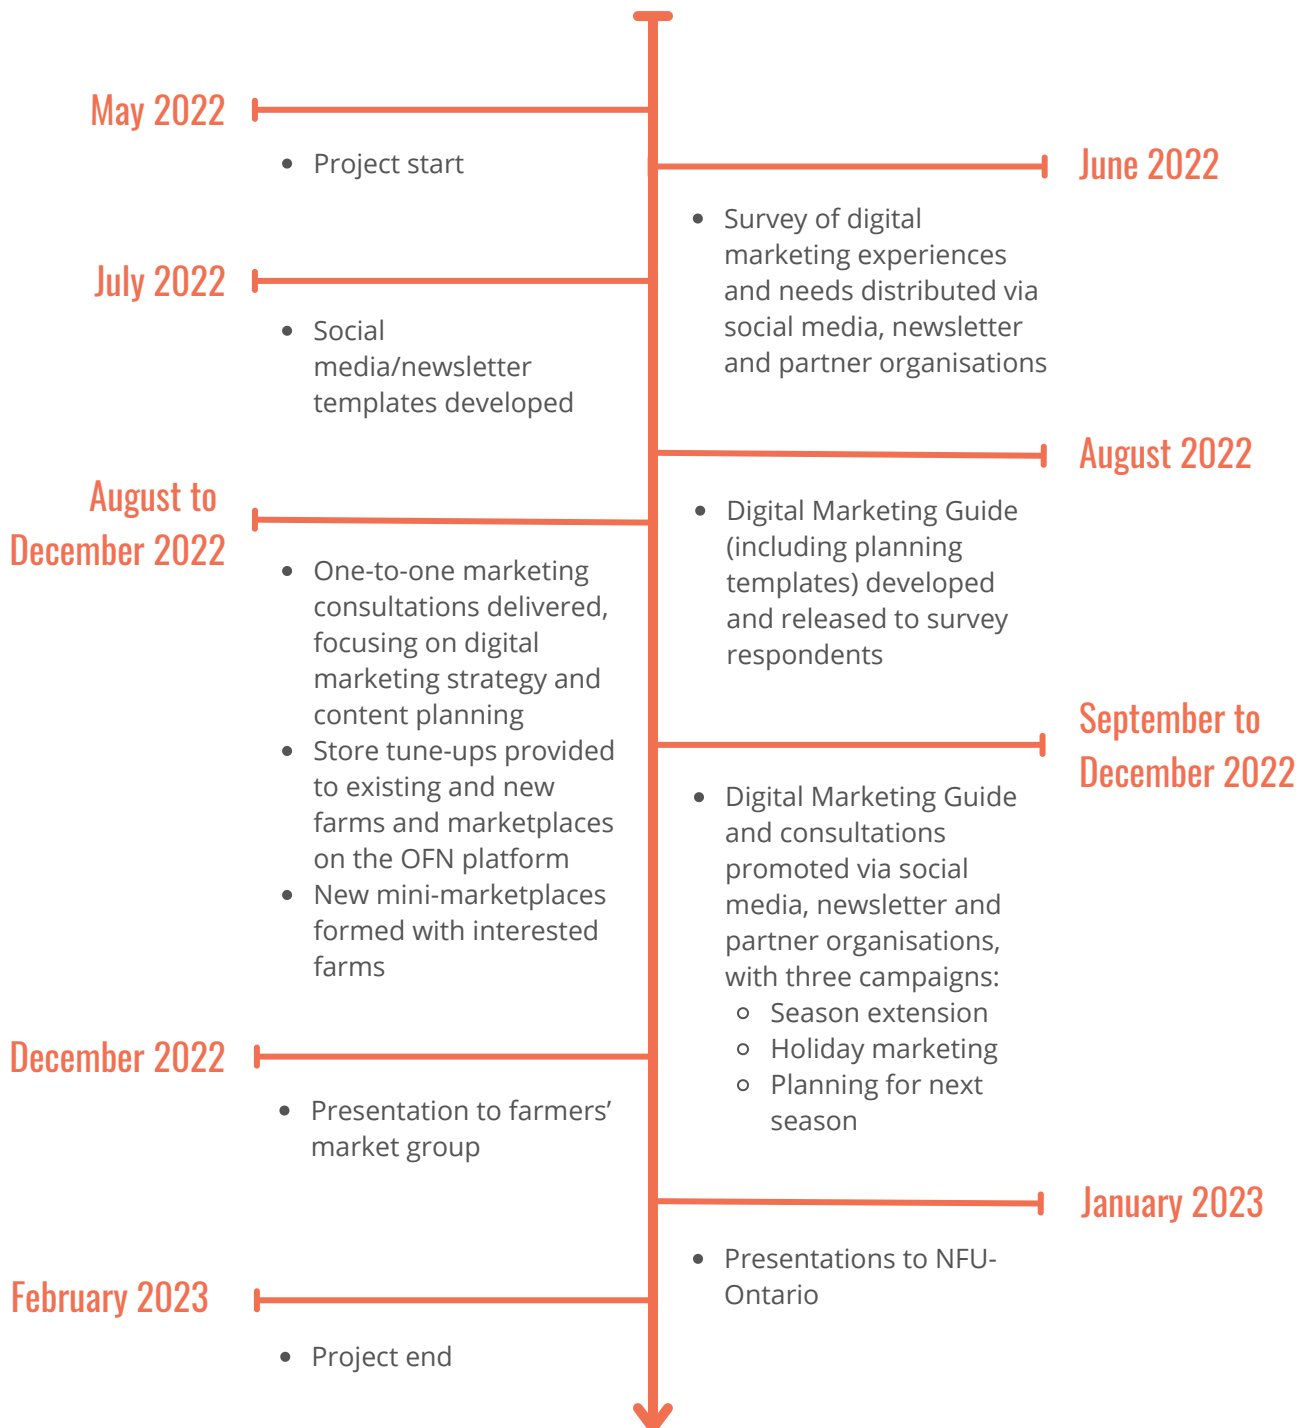 May 2022
• Project start
June 2022
• Survey of digital
marketing experiences
and needs distributed via
social media, newsletter
and partner organisations
July 2022
• Social
media/newsletter
templates developed
August 2022
• Digital Marketing Guide
(including planning
templates) developed
and released to survey
respondents
August to
December 2022
• One-to-one marketing
consultations delivered,
focusing on digital
marketing strategy and
content planning
• Store tune-ups provided
to existing and new
farms and marketplaces
on the OFN platform
• New mini-marketplaces
formed with interested
farms
September to
December 2022
• Digital Marketing Guide
and consultations
promoted via social
media, newsletter and
partner organisations,
with three campaigns:
○ Season extension
○ Holiday marketing
○ Planning for next
season
December 2022
• Presentation to farmers’
market group
January 2023
• Presentations to NFU-
Ontario
February 2023
• Project end